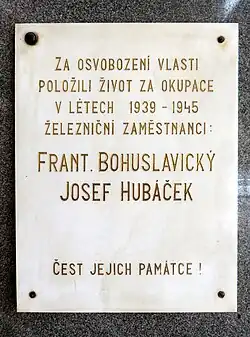 ZA OSVOBOZENÍ VLASTI
POLOŽILI ŽIVOT ZA OKUPACE
V LÉTECH 1939 - 1945
ŽELEZNIČNÍ ZAMĚSTNANCI:
FRANT. BOHUSLAVICKÝ
JOSEF HUBÁČEK
ČEST JEJICH PAMÁTCE!